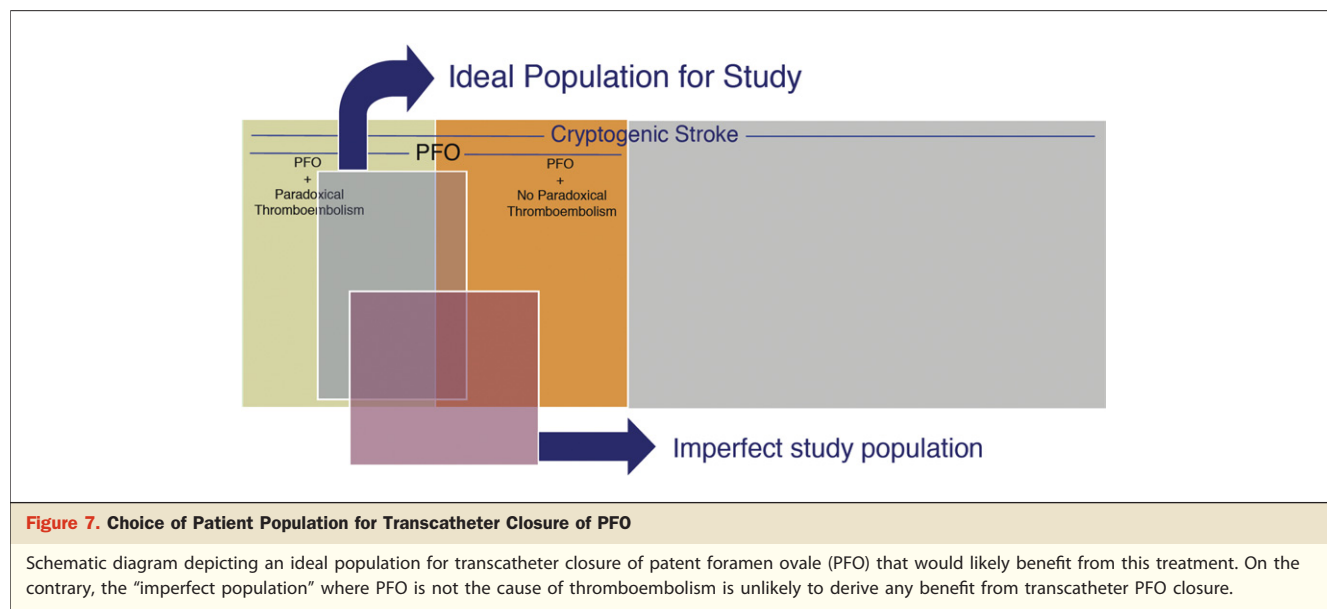 Ideal Population for Study
Cryptogenic Stroke
PFO
PFO
+
Paradoxical
Thromboembolism
PFO
+
No Paradoxical
Thromboembolism
Imperfect study population
Figure 7. Choice of Patient Population for Transcatheter Closure of PFO
Schematic diagram depicting an ideal population for transcatheter closure of patent foramen ovale (PFO) that would likely benefit from this treatment. On the
contrary, the “imperfect population” where PFO is not the cause of thromboembolism is unlikely to derive any benefit from transcatheter PFO closure.